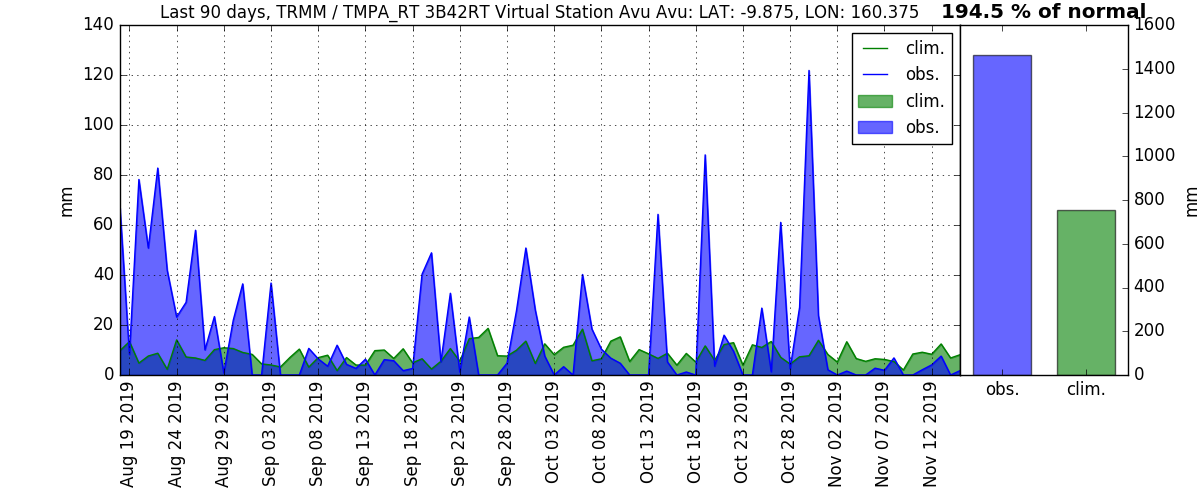 Last 90 days, TRMM / TMPA_RT 3B42RT Virtual Station Avu Avu: LAT: -9.875, LON: 160.375
194.5 % of normal
140
120
100
80
60
40
20
0
mm
clim.
obs.
clim.
obs.
Aug 19 2019
Aug 24 2019
Aug 29 2019
Sep 03 2019
Sep 08 2019
Sep 13 2019
Sep 18 2019
Sep 23 2019
Sep 28 2019
Oct 03 2019
Oct 08 2019
Oct 13 2019
Oct 18 2019
Oct 23 2019
Oct 28 2019
Nov 02 2019
Nov 07 2019
Nov 12 2019
1600
1400
1200
1000
800
600
400
200
0
mm
obs.
clim.